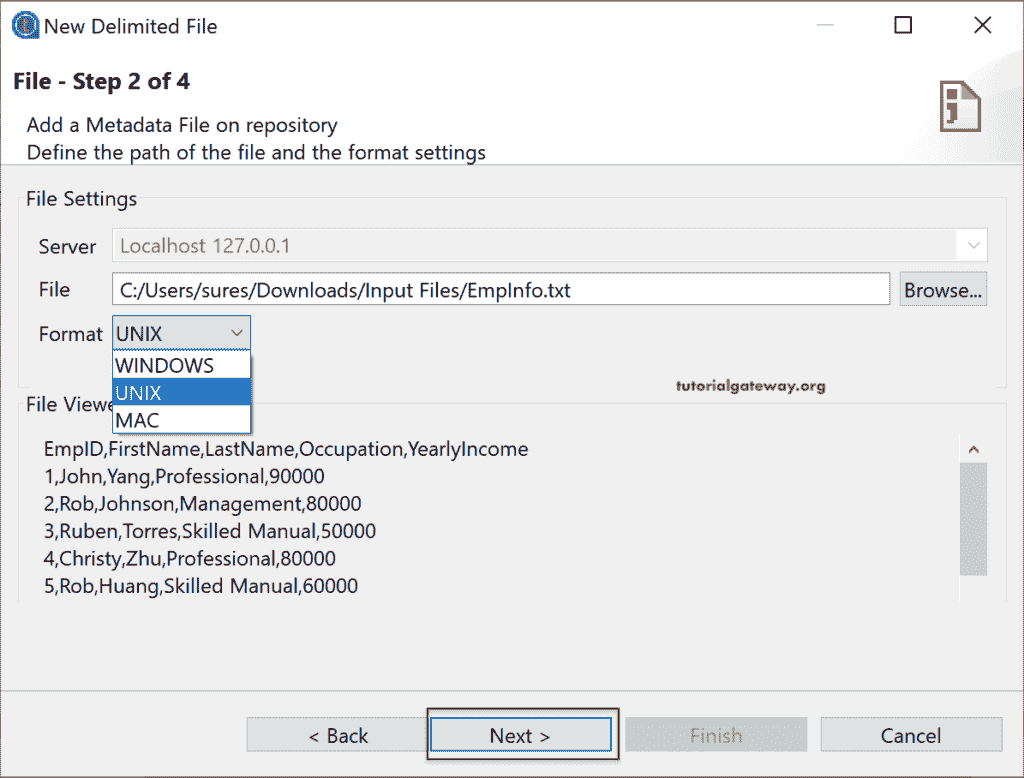 New Delimited File
File - Step 2 of 4
Add a Metadata File on repository
Define the path of the file and the format settings
File Settings
Server Localhost 127.0.0.1
File C:/Users/sures/Downloads/Input Files/EmpInfo.txt Browse...
Format UNIX
WINDOWS
UNIX
MAC
tutorialgateway.org
File Viewe
EmpID,FirstName,LastName,Occupation,YearlyIncome
1,John,Yang,Professional,90000
2,Rob,Johnson,Management,80000
3,Ruben,Torres,Skilled Manual,50000
4,Christy,Zhu,Professional,80000
5,Rob,Huang,Skilled Manual,60000
< Back Next > Finish Cancel